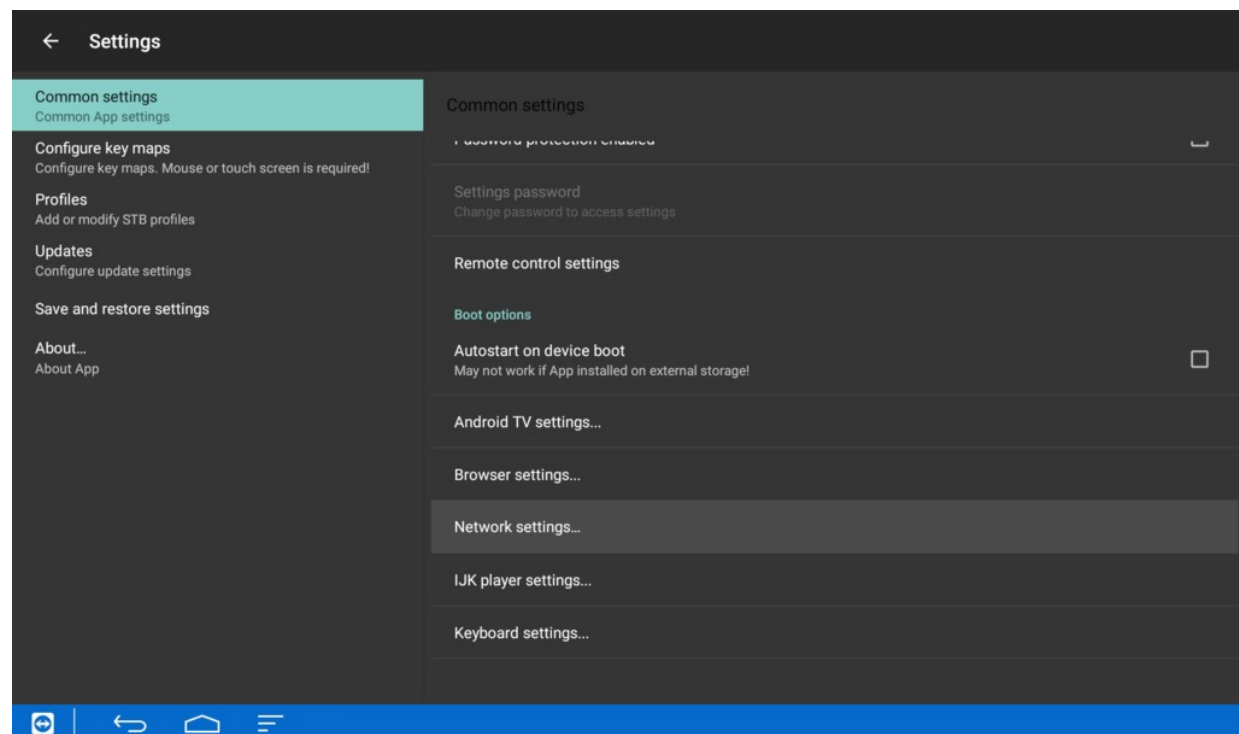 Settings
Common settings
Common App settings
Configure key maps
Configure key maps. Mouse or touch screen is required!
Profiles
Add or modify STB profiles
Updates
Configure update settings
Save and restore settings
About...
About App
Common settings
Password protection enabled
Settings password
Change password to access settings
Remote control settings
Boot options
Autostart on device boot
May not work if App installed on external storage!
Android TV settings...
Browser settings...
Network settings...
IJK player settings...
Keyboard settings...